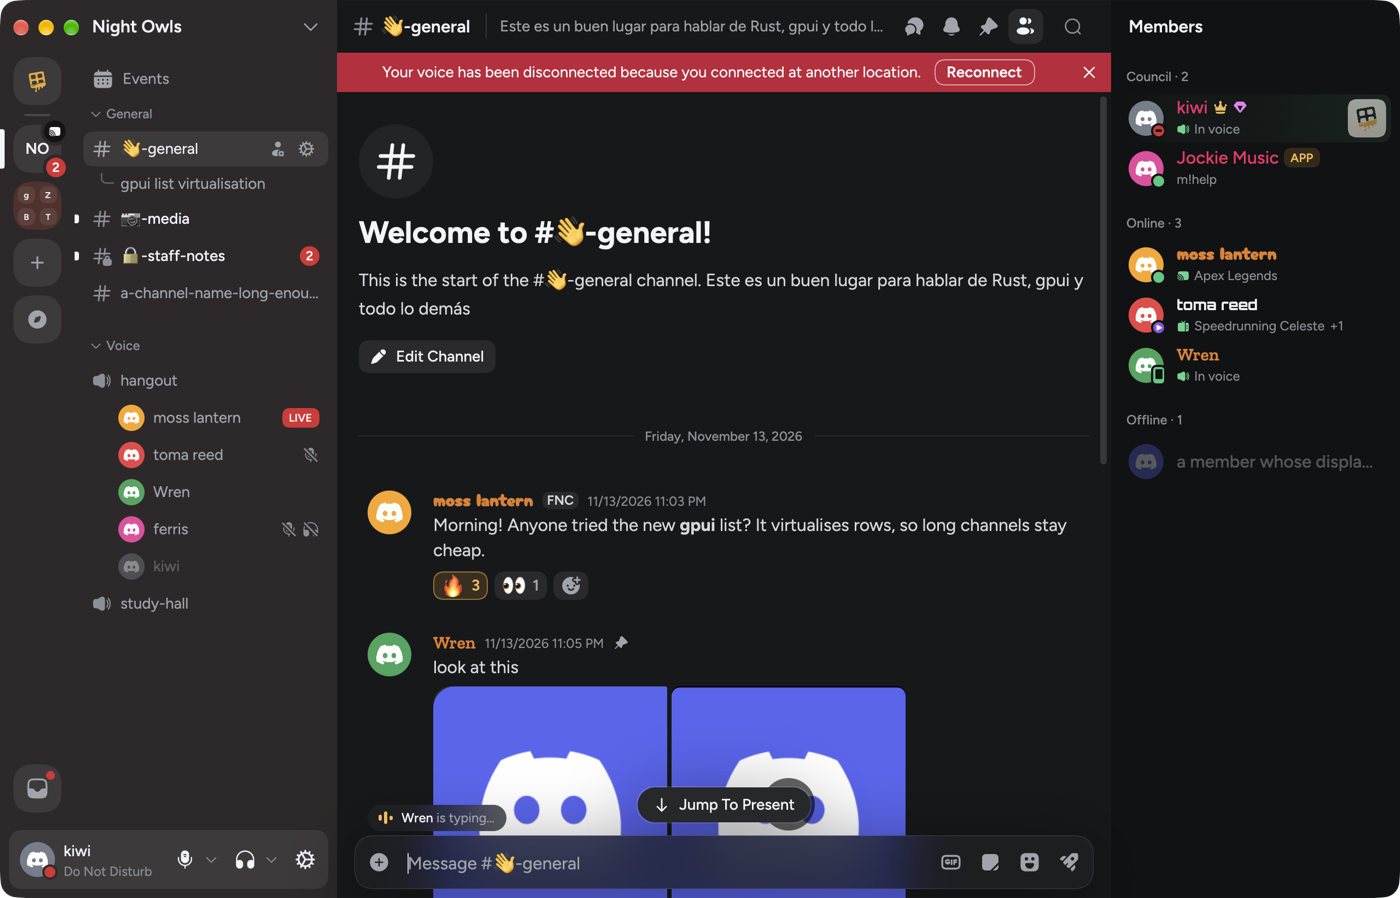 Night Owls
NO
2
g Z
B T
Events
General
👋-general
gpui list virtualisation
📷-media
🔒-staff-notes
2
a-channel-name-long-enou...
Voice
hangout
moss lantern
LIVE
toma reed
Wren
ferris
kiwi
study-hall
kiwi
Do Not Disturb
# 👋-general
Este es un buen lugar para hablar de Rust, gpui y todo l...
Your voice has been disconnected because you connected at another location.
Reconnect
#
Welcome to #👋-general!
This is the start of the #👋-general channel. Este es un buen lugar para hablar de Rust, gpui y
todo lo demás
Edit Channel
Friday, November 13, 2026
moss lantern FNC 11/13/2026 11:03 PM
Morning! Anyone tried the new gpui list? It virtualises rows, so long channels stay
cheap.
🔥 3 👀 1
Wren 11/13/2026 11:05 PM
look at this
Jump To Present
Wren is typing...
Message #👋-general
GIF
Members
Council · 2
kiwi
In voice
Jockie Music APP
m!help
Online · 3
moss lantern
Apex Legends
toma reed
Speedrunning Celeste +1
Wren
In voice
Offline · 1
a member whose displa...